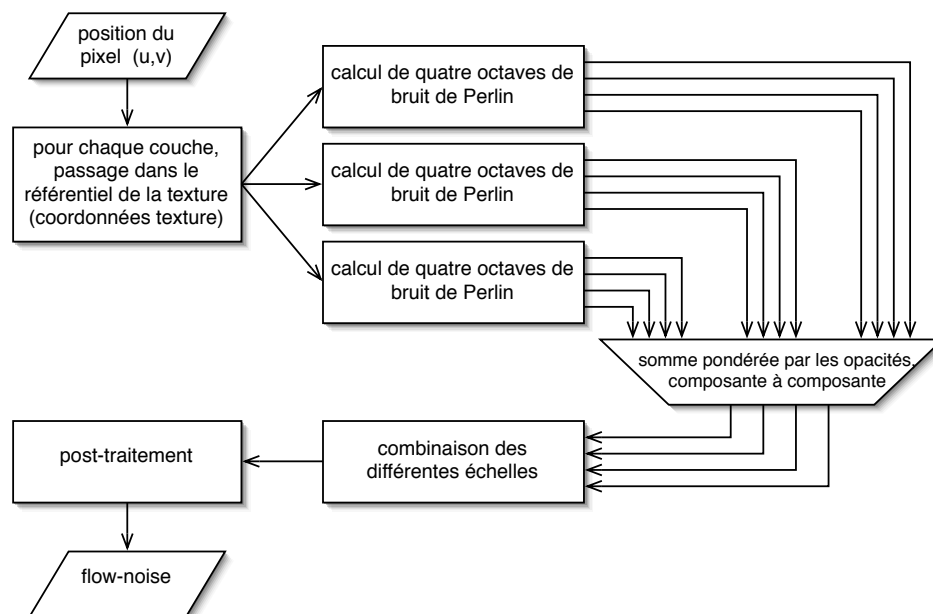 position du
pixel (u,v)
pour chaque couche,
passage dans le
référentiel de la texture
(coordonnées texture)
calcul de quatre octaves de
bruit de Perlin
calcul de quatre octaves de
bruit de Perlin
calcul de quatre octaves de
bruit de Perlin
somme pondérée par les opacités,
composante à composante
combinaison des
différentes échelles
post-traitement
flow-noise